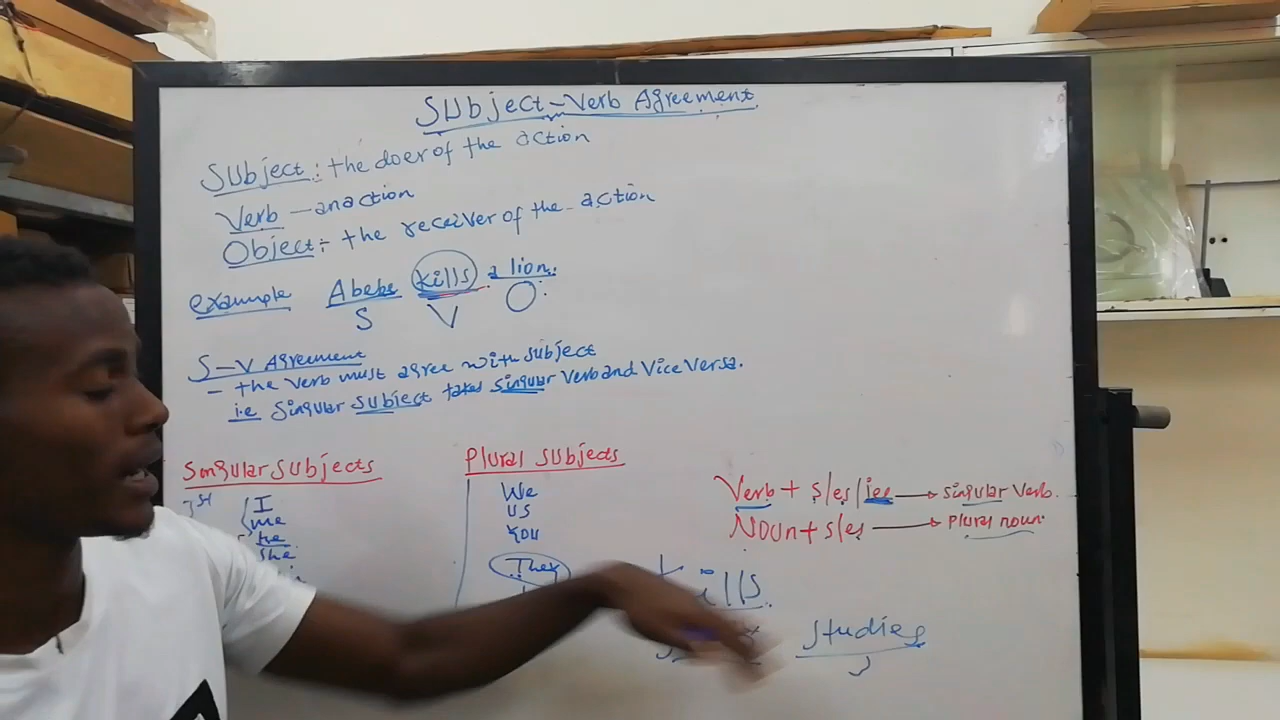 Subject-Verb Agreement
Subject: the doer of the action
Verb - an action
Object: the receiver of the action
example Abebe kills a lion.
S V O
S-V Agreement
- the verb must agree with subject
i.e Singular subject takes singular verb and vice versa.
Singular Subjects
1st I
me
he
she
Plural Subjects
We
us
you
They
Verb + s/es/ies → singular verb.
Noun + s/es → plural noun.
kills
studies